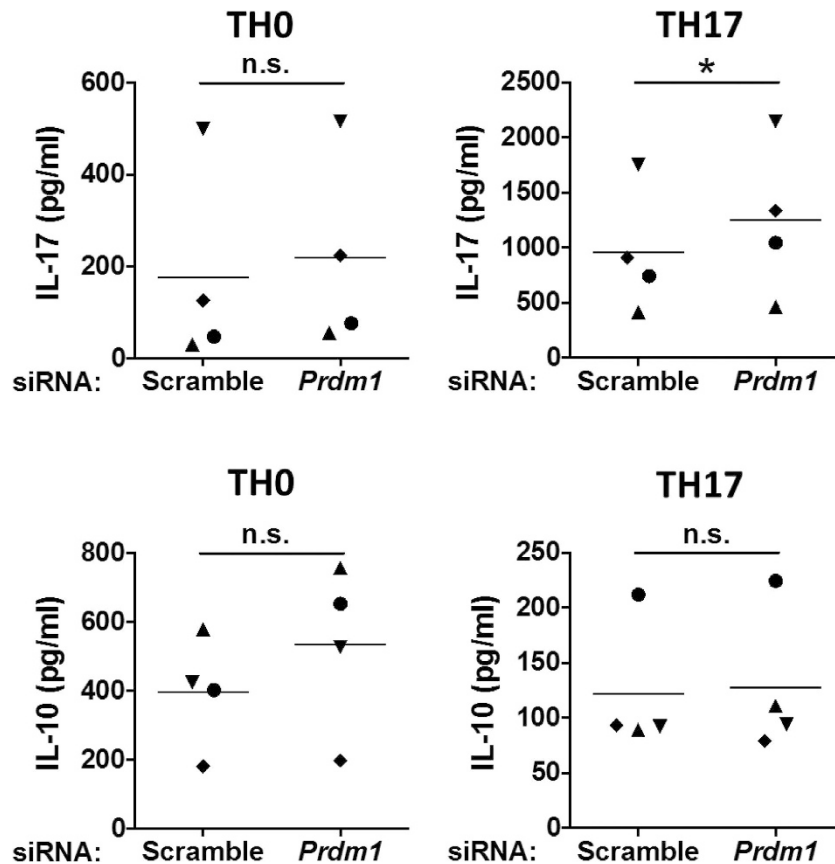 TH0
n.s.
IL-17 (pg/ml)
600
400
200
0
siRNA: Scramble Prdm1
TH17
*
IL-17 (pg/ml)
2500
2000
1500
1000
500
0
siRNA: Scramble Prdm1
TH0
n.s.
IL-10 (pg/ml)
800
600
400
200
0
siRNA: Scramble Prdm1
TH17
n.s.
IL-10 (pg/ml)
250
200
150
100
50
0
siRNA: Scramble Prdm1